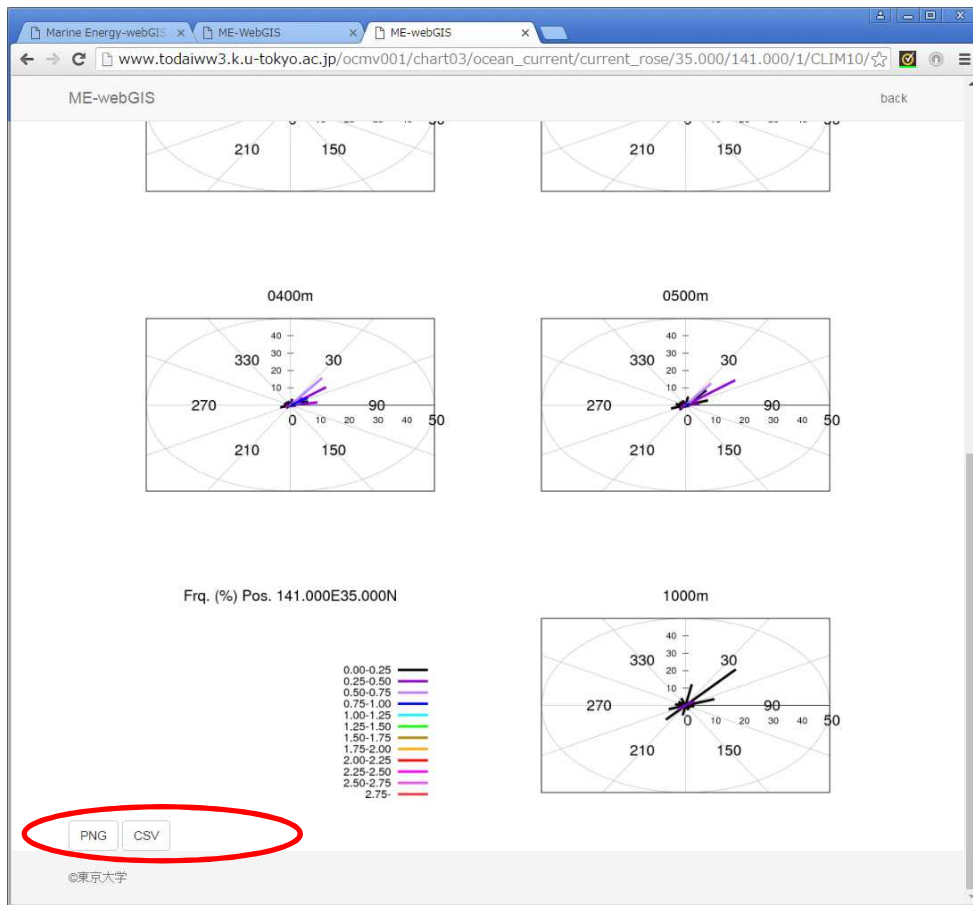 Marine Energy-webGIS
ME-WebGIS
ME-webGIS
www.todaiww3.k.u-tokyo.ac.jp/ocmv001/chart03/ocean_current/current_rose/35.000/141.000/1/CLIM10/
ME-webGIS back
210 150 210 150
0400m 0500m
40 40
330 30 30 330 30 30
20 20
10 10
270 90 270 90
0 10 20 30 40 50 0 10 20 30 40 50
210 150 210 150
Frq. (%) Pos. 141.000E35.000N 1000m
40
30
330 20 30
10
270 90
0 10 20 30 40 50
210 150
0.00-0.25
0.25-0.50
0.50-0.75
0.75-1.00
1.00-1.25
1.25-1.50
1.50-1.75
1.75-2.00
2.00-2.25
2.25-2.50
2.50-2.75
2.75-
PNG CSV
©東京大学